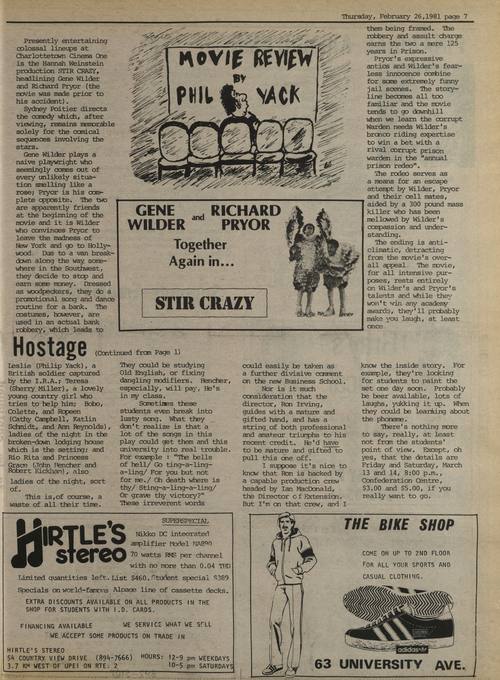 Thursday, February 26,1981 page 7
Presently entertaining
colossal lineups at
Charlottetown Cinema One
is the Hannah Weinstein
production STIR CRAZY,
headlining Gene Wilder
and Richard Pryor (the
movie was made prior to
his accident).
Sydney Poitier directs
the comedy which, after
viewing, remains memorable
solely for the comical
sequences involving the
stars.
Gene Wilder plays a
naive playwright who
seemingly comes out of
every unlikely situa-
tion smelling like a
rose; Pryor is his com-
plete opposite. The two
are apparently friends
at the beginning of the
movie and it is Wilder
who convinces Pryor to
leave the madness of
New York and go to Holly-
wood. Due to a van break-
down along the way some-
where in the Southwest,
they decide to stop and
earn some money. Dressed
as woodpeckers, they do a
promotional song and dance
routine for a bank. The
costumes, however, are
used in an actual bank
robbery, which leads to
MOVIE REVIEW
BY
PHIL YACK
GENE WILDER and RICHARD PRYOR
Together
Again in...
STIR CRAZY
them being framed. The
robbery and assult charge
earns the two a mere 125
years in Prison.
Pryor's expressive
antics and Wilder's fear-
less innocence combine
for some extremely funny
jail scenes. The story-
line becomes all too
familiar and the movie
tends to go downhill
when we learn the corrupt
Warden needs Wilder's
bronco riding expertise
to win a bet with a
rival corrupt prison
warden in the "annual
prison rodeo".
The rodeo serves as
a means for an escape
attempt by Wilder, Pryor
and their cell mates,
aided by a 300 pound mass
killer who has been
mellowed by Wilder's
compassion and under-
standing.
The ending is anti-
climatic, detracting
from the movie's over-
all appeal. The movie,
for all intensive pur-
poses, rests entirely
on Wilder's and Pryor's
talents and while they
won't win any academy
awards, they'll probably
make you laugh, at least
once
Hostage (Continued from Page 1)
Leslie (Philip Yack), a
British soldier captured
by the I.R.A.; Teresa
(Sherry Miller), a lovely
young country girl who
tries to help him; Bobo,
Colette, and Ropeen
(Cathy Campbell, Katlin
Schmidt, and Ann Reynolds),
ladies of the night in the
broken-down lodging house
which is the setting; and
Rio Rita and Princess
Grace (John Hencher and
Robert Eichaum), also
ladies of the night, sort
of.
This is,of course, a
waste of all their time.
They could be studying
Old English, or fixing
dangling modifiers. Hencher,
especially, will pay. He's
in my class.
Sometimes these
students even break into
lusty song. What they
don't realize is that a
lot of the songs in this
play could get them and this
university into real trouble.
For example : "The bells
of hell/ Go ting-a-ling-
a-ling/ For you but not
for me./ Oh death where is
thy/ Sting-a-ling-a-ling/
Or grave thy victory?"
These irreverent words
could easily be taken as
a further divisive comment
on the new Business School.
Nor is it much
consideration that the
director, Ron Irving,
guides with a mature and
gifted hand, and has a
string of both professional
and amateur triumphs to his
recent credit. He'd have
to be mature and gifted to
pull this one off.
I suppose it's nice to
know that Ron is backed by
a capable production crew
headed by Ian MacDonald,
the Director of Extension.
But I'm on that crew, and I
know the inside story. For
example, they're looking
for students to paint the
set one day soon. Probably
be beer available, lots of
laughs, yukking it up. When
they could be learning about
the phoneme.
There's nothing more
to say, really, at least
not from the students'
point of view. Except, oh
yes, that the details are
Friday and Saturday, March
13 and 14, 8:00 p.m.,
Confederation Centre,
$3.00 and $5.00, if you
really want to go.
HIRTLE'S
stereo
SUPERSPECIAL
Nikko DC integrated
amplifier Model NA890
70 watts RMS per channel
with no more than 0.04 THD
Limited quantities left. List $460. Student special $389
Specials on world-famous Alpage line of cassette decks.
EXTRA DISCOUNTS AVAILABLE ON ALL PRODUCTS IN THE
SHOP FOR STUDENTS WITH I.D. CARDS.
FINANCING AVAILABLE WE SERVICE WHAT WE SELL
WE ACCEPT SOME PRODUCTS ON TRADE IN
HIRTLE'S STEREO
54 COUNTRY VIEW DRIVE (894-7666) HOURS: 12-9 pm WEEKDAYS
3.7 KM WEST OF UPEI ON RTE. 2 10-5 pm SATURDAYS
THE BIKE SHOP
COME ON UP TO 2ND FLOOR
FOR ALL YOUR SPORTS AND
CASUAL CLOTHING.
adidas
63 UNIVERSITY AVE.